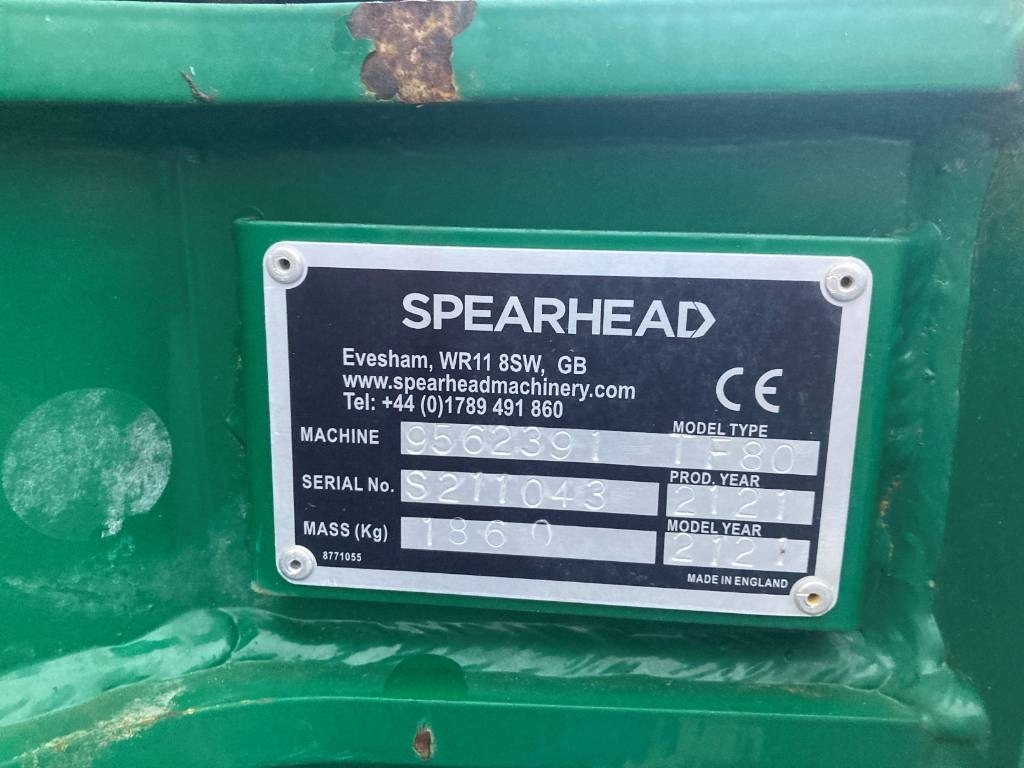 SPEARHEAD
Evesham, WR11 8SW, GB
www.spearheadmachinery.com
Tel: +44 (0)1789 491 860
CE
MACHINE 9562391 MODEL TYPE TF80
SERIAL No. S211043 PROD. YEAR 2121
MASS (Kg) 1860 MODEL YEAR 2121
8771055 MADE IN ENGLAND